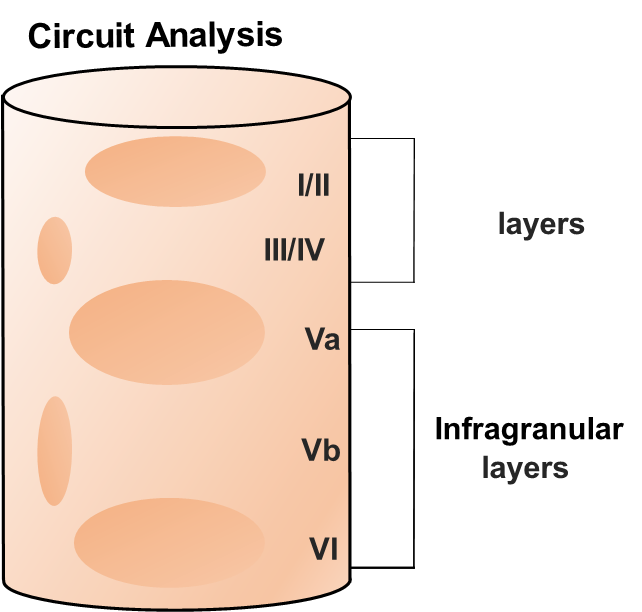 Circuit Analysis
I/II
III/IV
layers
Va
Infragranular
layers
Vb
VI